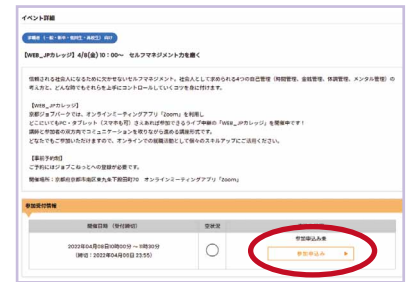 イベント詳細
求職者（一般・新卒・既卒生・高校生）向け
【WEB_JPカレッジ】4/8(金)10：00～　セルフマネジメント力を磨く
信頼される社会人になるために欠かせないセルフマネジメント。社会人として求められる4つの自己管理（時間管理、金銭管理、体調管理、メンタル管理）の
考え方と、どんな時でもそれらを上手にコントロールしていくコツを身に付けます。
【WEB_JPカレッジ】
京都ジョブパークでは、オンラインミーティングアプリ「Zoom」を利用し
どこにいてもPC・タブレット（スマホも可）さえあれば参加できるライブ中継の「WEB_JPカレッジ」を開催中です！
講師と参加者の双方向でコミュニケーションを取りながら進める講座形式です。
どなたでもご参加いただけますので、オンラインでの就職活動として個々のスキルアップにご活用ください。
【事前予約制】
ご予約にはジョブこねっとへの登録が必要です。
開催場所：京都府京都市南区東九条下殿田町70　オンラインミーティングアプリ「Zoom」
参加受付情報
開催日時（受付締切）
空状況
2022年04月08日10時00分 ～ 11時30分
（締切：2022年04月06日 23:55）
○
参加申込み未
参加申込み ▶